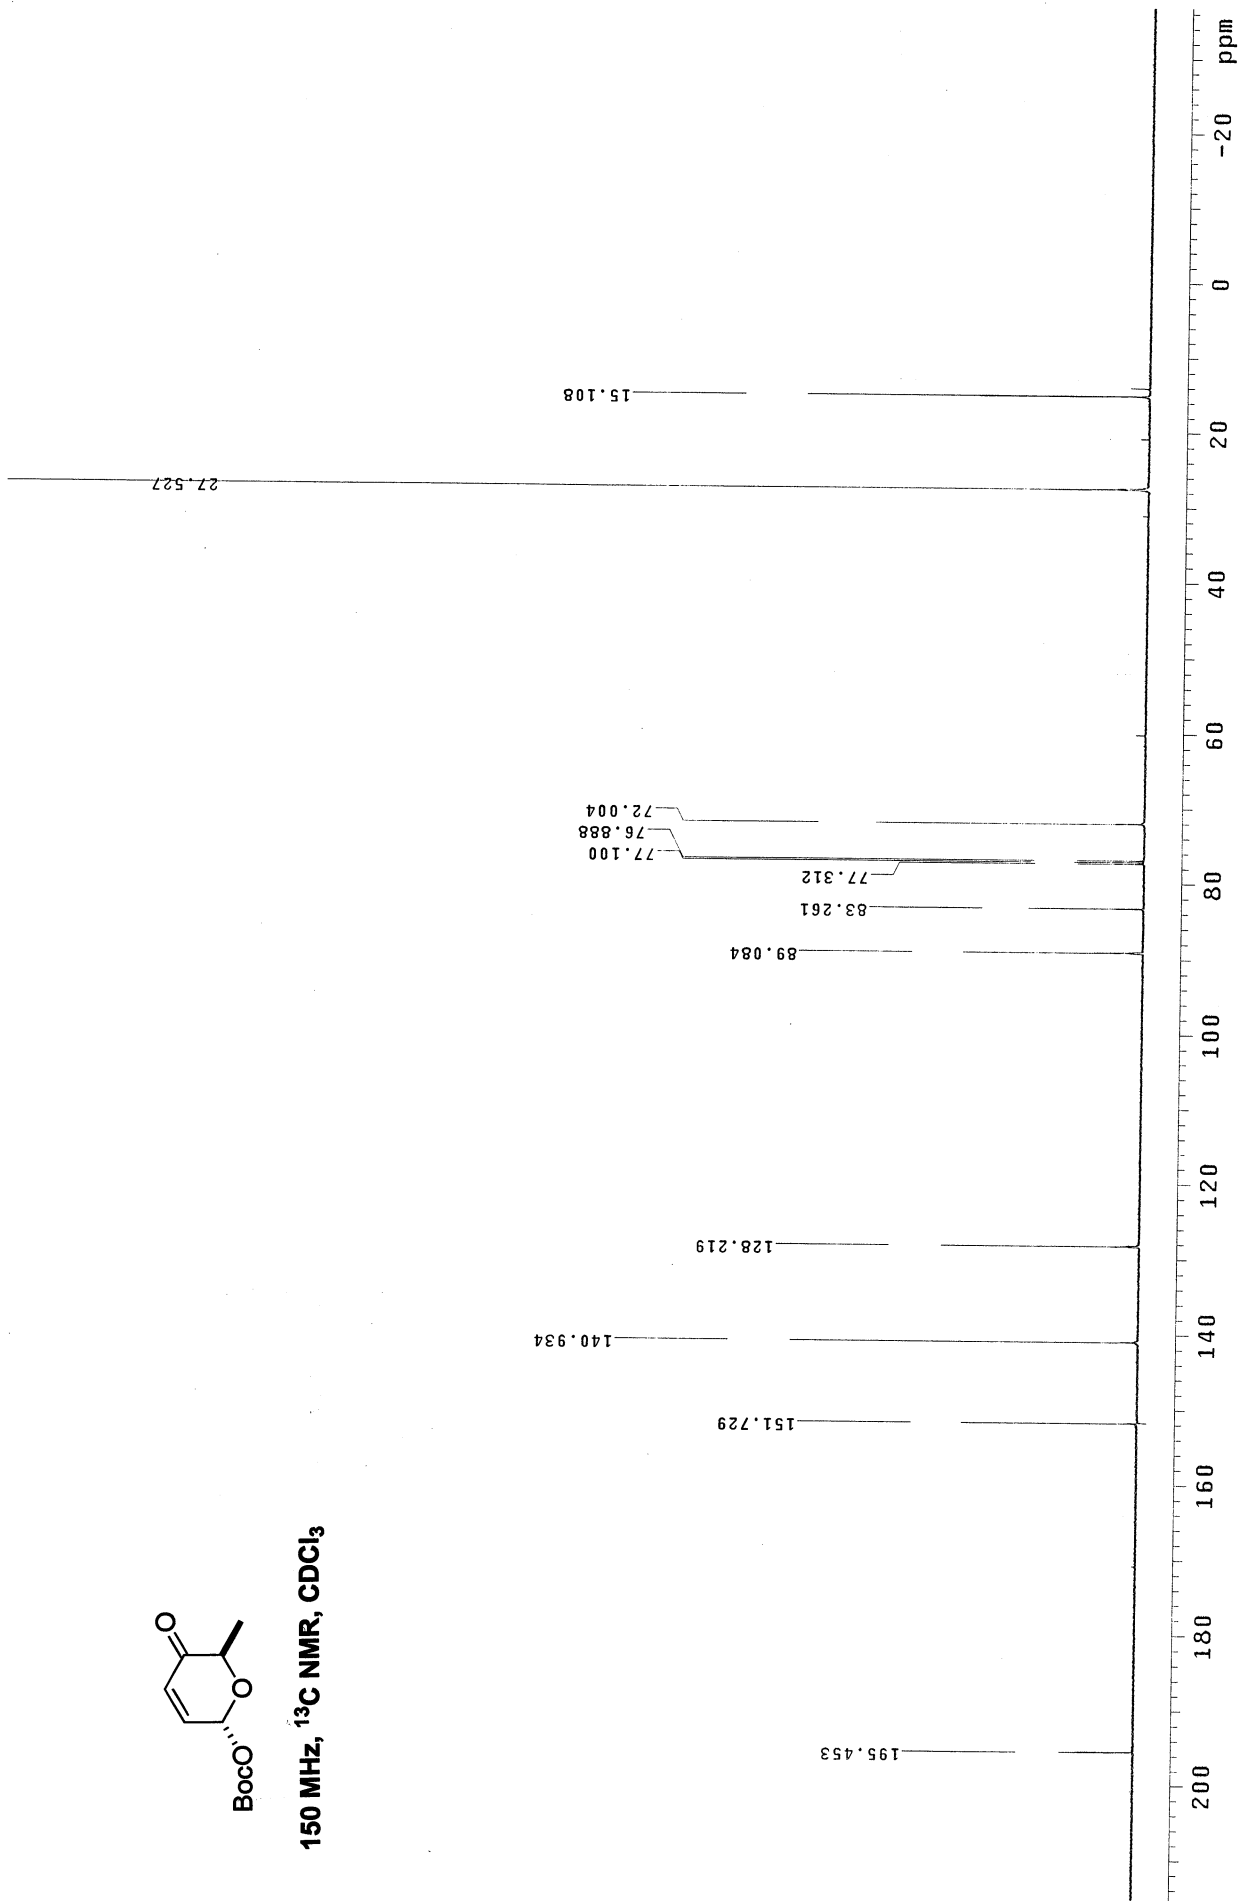 BocO
O
O
150 MHz, ¹³C NMR, CDCl₃
195.453
151.729
140.934
128.219
89.084
83.261
77.312
77.100
76.888
72.004
27.527
15.108
200 180 160 140 120 100 80 60 40 20 0 -20 ppm